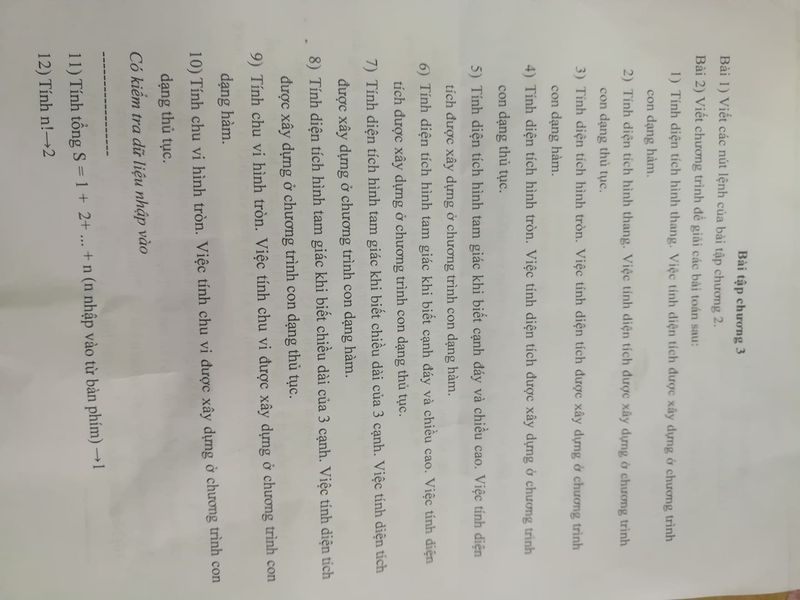 Bài tập chương 3
Bài 1) Viết các nút lệnh của bài tập chương 2.
Bài 2) Viết chương trình để giải các bài toán sau:
1) Tính diện tích hình thang. Việc tính diện tích được xây dựng ở chương trình
con dạng hàm.
2) Tính diện tích hình thang. Việc tính diện tích được xây dựng ở chương trình
con dạng thủ tục.
3) Tính diện tích hình tròn. Việc tính diện tích được xây dựng ở chương trình
con dạng hàm.
4) Tính diện tích hình tròn. Việc tính diện tích được xây dựng ở chương trình
con dạng thủ tục.
5) Tính diện tích hình tam giác khi biết cạnh đáy và chiều cao. Việc tính diện
tích được xây dựng ở chương trình con dạng hàm.
6) Tính diện tích hình tam giác khi biết cạnh đáy và chiều cao. Việc tính diện
tích được xây dựng ở chương trình con dạng thủ tục.
7) Tính diện tích hình tam giác khi biết chiều dài của 3 cạnh. Việc tính diện tích
được xây dựng ở chương trình con dạng hàm.
8) Tính diện tích hình tam giác khi biết chiều dài của 3 cạnh. Việc tính diện tích
được xây dựng ở chương trình con dạng thủ tục.
9) Tính chu vi hình tròn. Việc tính chu vi được xây dựng ở chương trình con
dạng hàm.
10) Tính chu vi hình tròn. Việc tính chu vi được xây dựng ở chương trình con
dạng thủ tục.
Có kiểm tra dữ liệu nhập vào
--------------------
11) Tính tổng S = 1 + 2+ ... + n (n nhập vào từ bàn phím) →1
12) Tính n!→2